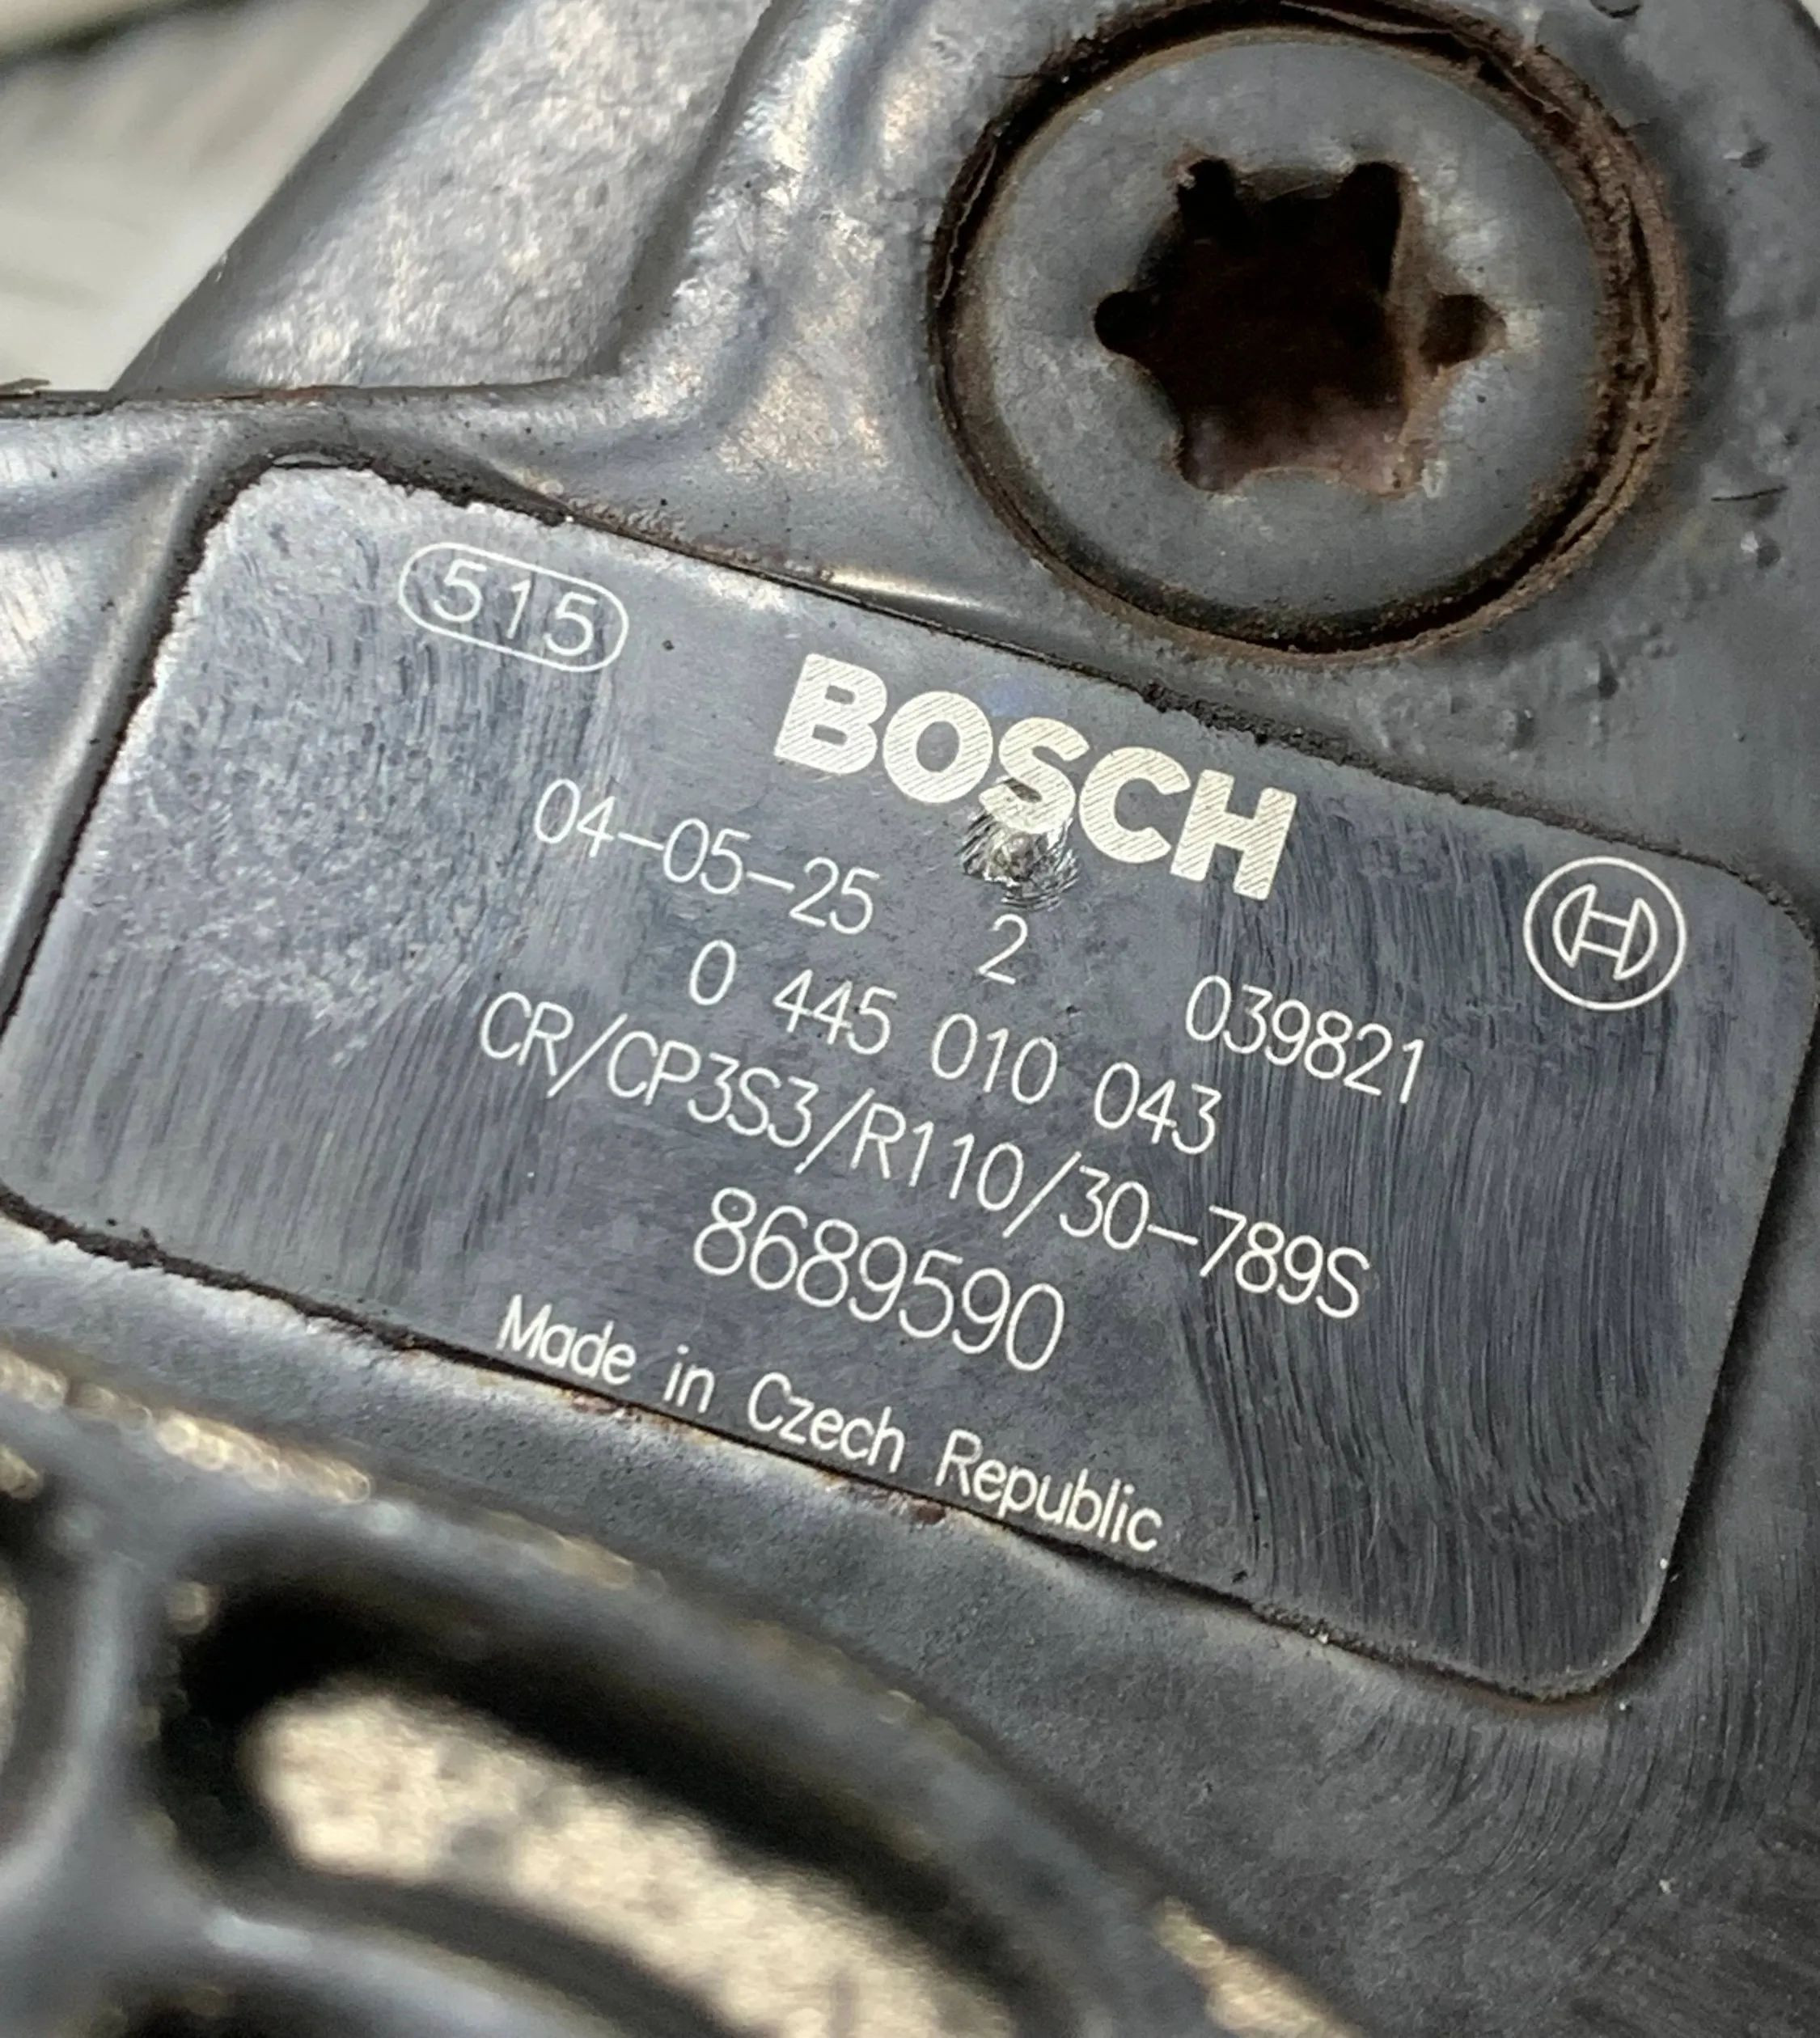 515
BOSCH
04-05-25 2 039821
0 445 010 043
CR/CP3S3/R110/30-789S
8689590
Made in Czech Republic